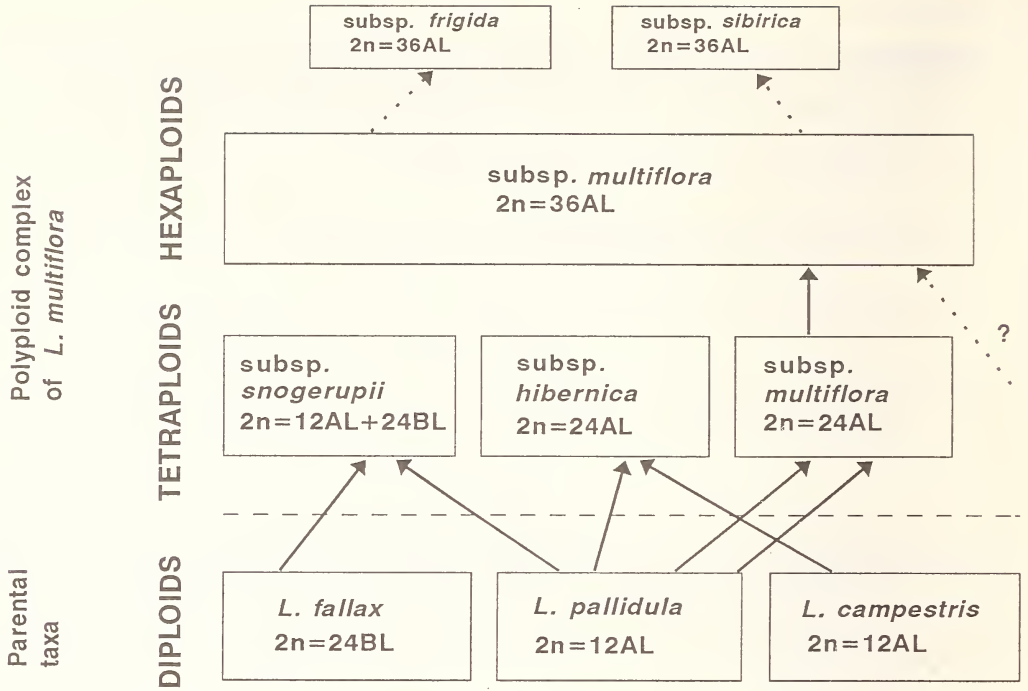 subsp. frigida
2n=36AL
subsp. sibirica
2n=36AL
HEXAPLOIDS
subsp. multiflora
2n=36AL
Polyploid complex
of L. multiflora
TETRAPLOIDS
subsp.
snogerupii
2n=12AL+24BL
subsp.
hibernica
2n=24AL
subsp.
multiflora
2n=24AL
?
Parental
taxa
DIPLOIDS
L. fallax
2n=24BL
L. pallidula
2n=12AL
L. campestris
2n=12AL